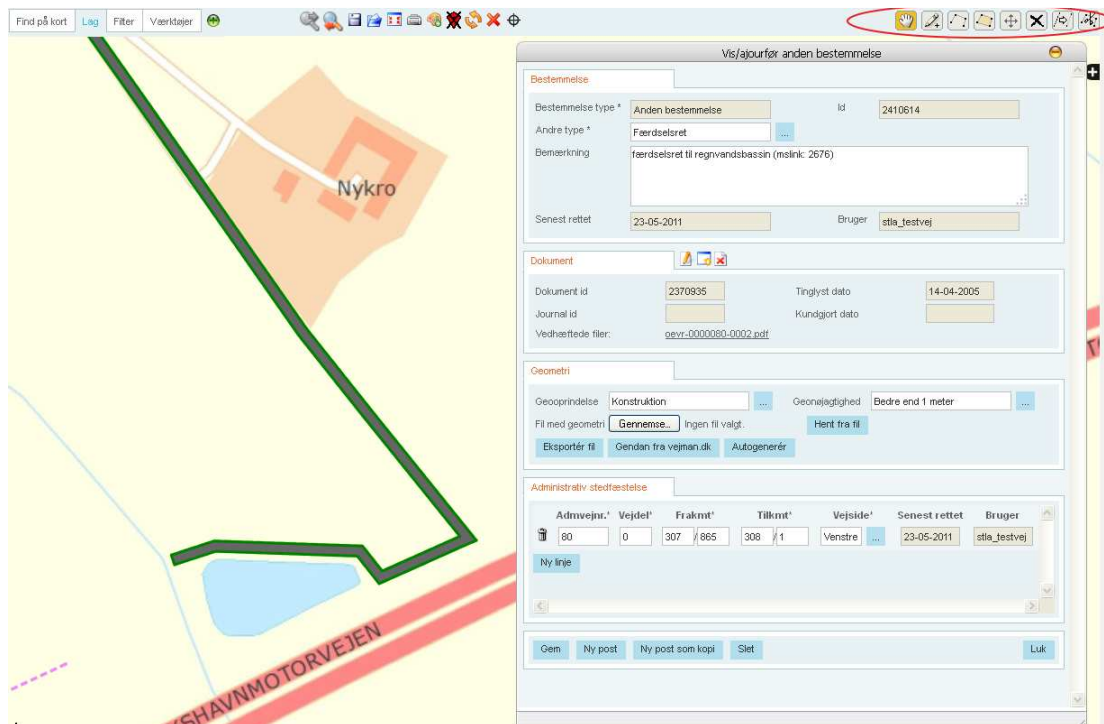 Find på kort Lag Filter Værktøjer
Vis/ajourfør anden bestemmelse
Bestemmelse
Bestemmelse type * Anden bestemmelse Id 2410614
Andre type * Færdselsret ...
Bemærkning færdselsret til regnvandsbassin (mslink: 2676)
Senest rettet 23-05-2011 Bruger stla_testvej
Dokument
Dokument id 2370935 Tinglyst dato 14-04-2005
Journal id Kundgjort dato
Vedhæftede filer: oevr-0000080-0002.pdf
Geometri
Geooprindelse Konstruktion ... Geonøjagtighed Bedre end 1 meter ...
Fil med geometri Gennemse... Ingen fil valgt. Hent fra fil
Eksportér fil Gendan fra vejman.dk Autogenerér
Administrativ stedfæstelse
Admvejnr.* Vejdel* Frakmt* Tilkmt* Vejside* Senest rettet Bruger
80 0 307 / 865 308 / 1 Venstre ... 23-05-2011 stla_testvej
Ny linje
Gem Ny post Ny post som kopi Slet Luk
Nykro
SHAVNMOTORVEJEN